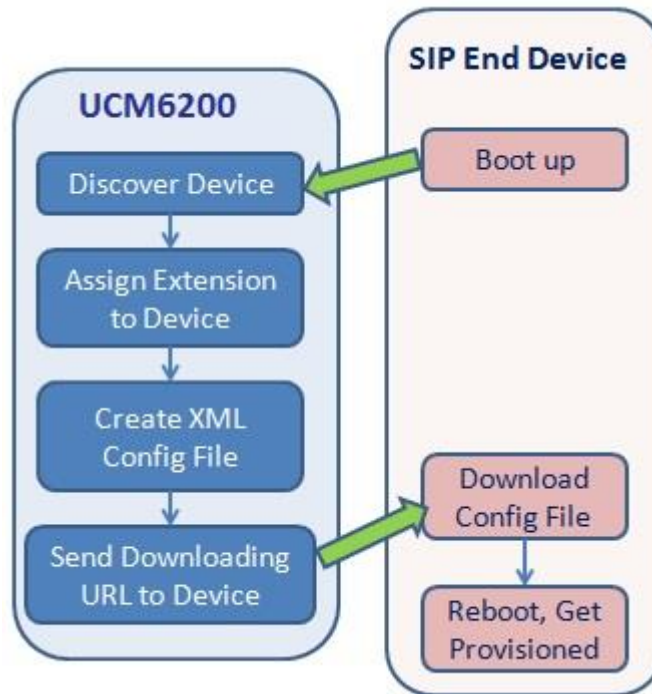 UCM6200
Discover Device
Assign Extension
to Device
Create XML
Config File
Send Downloading
URL to Device
SIP End Device
Boot up
Download
Config File
Reboot, Get
Provisioned